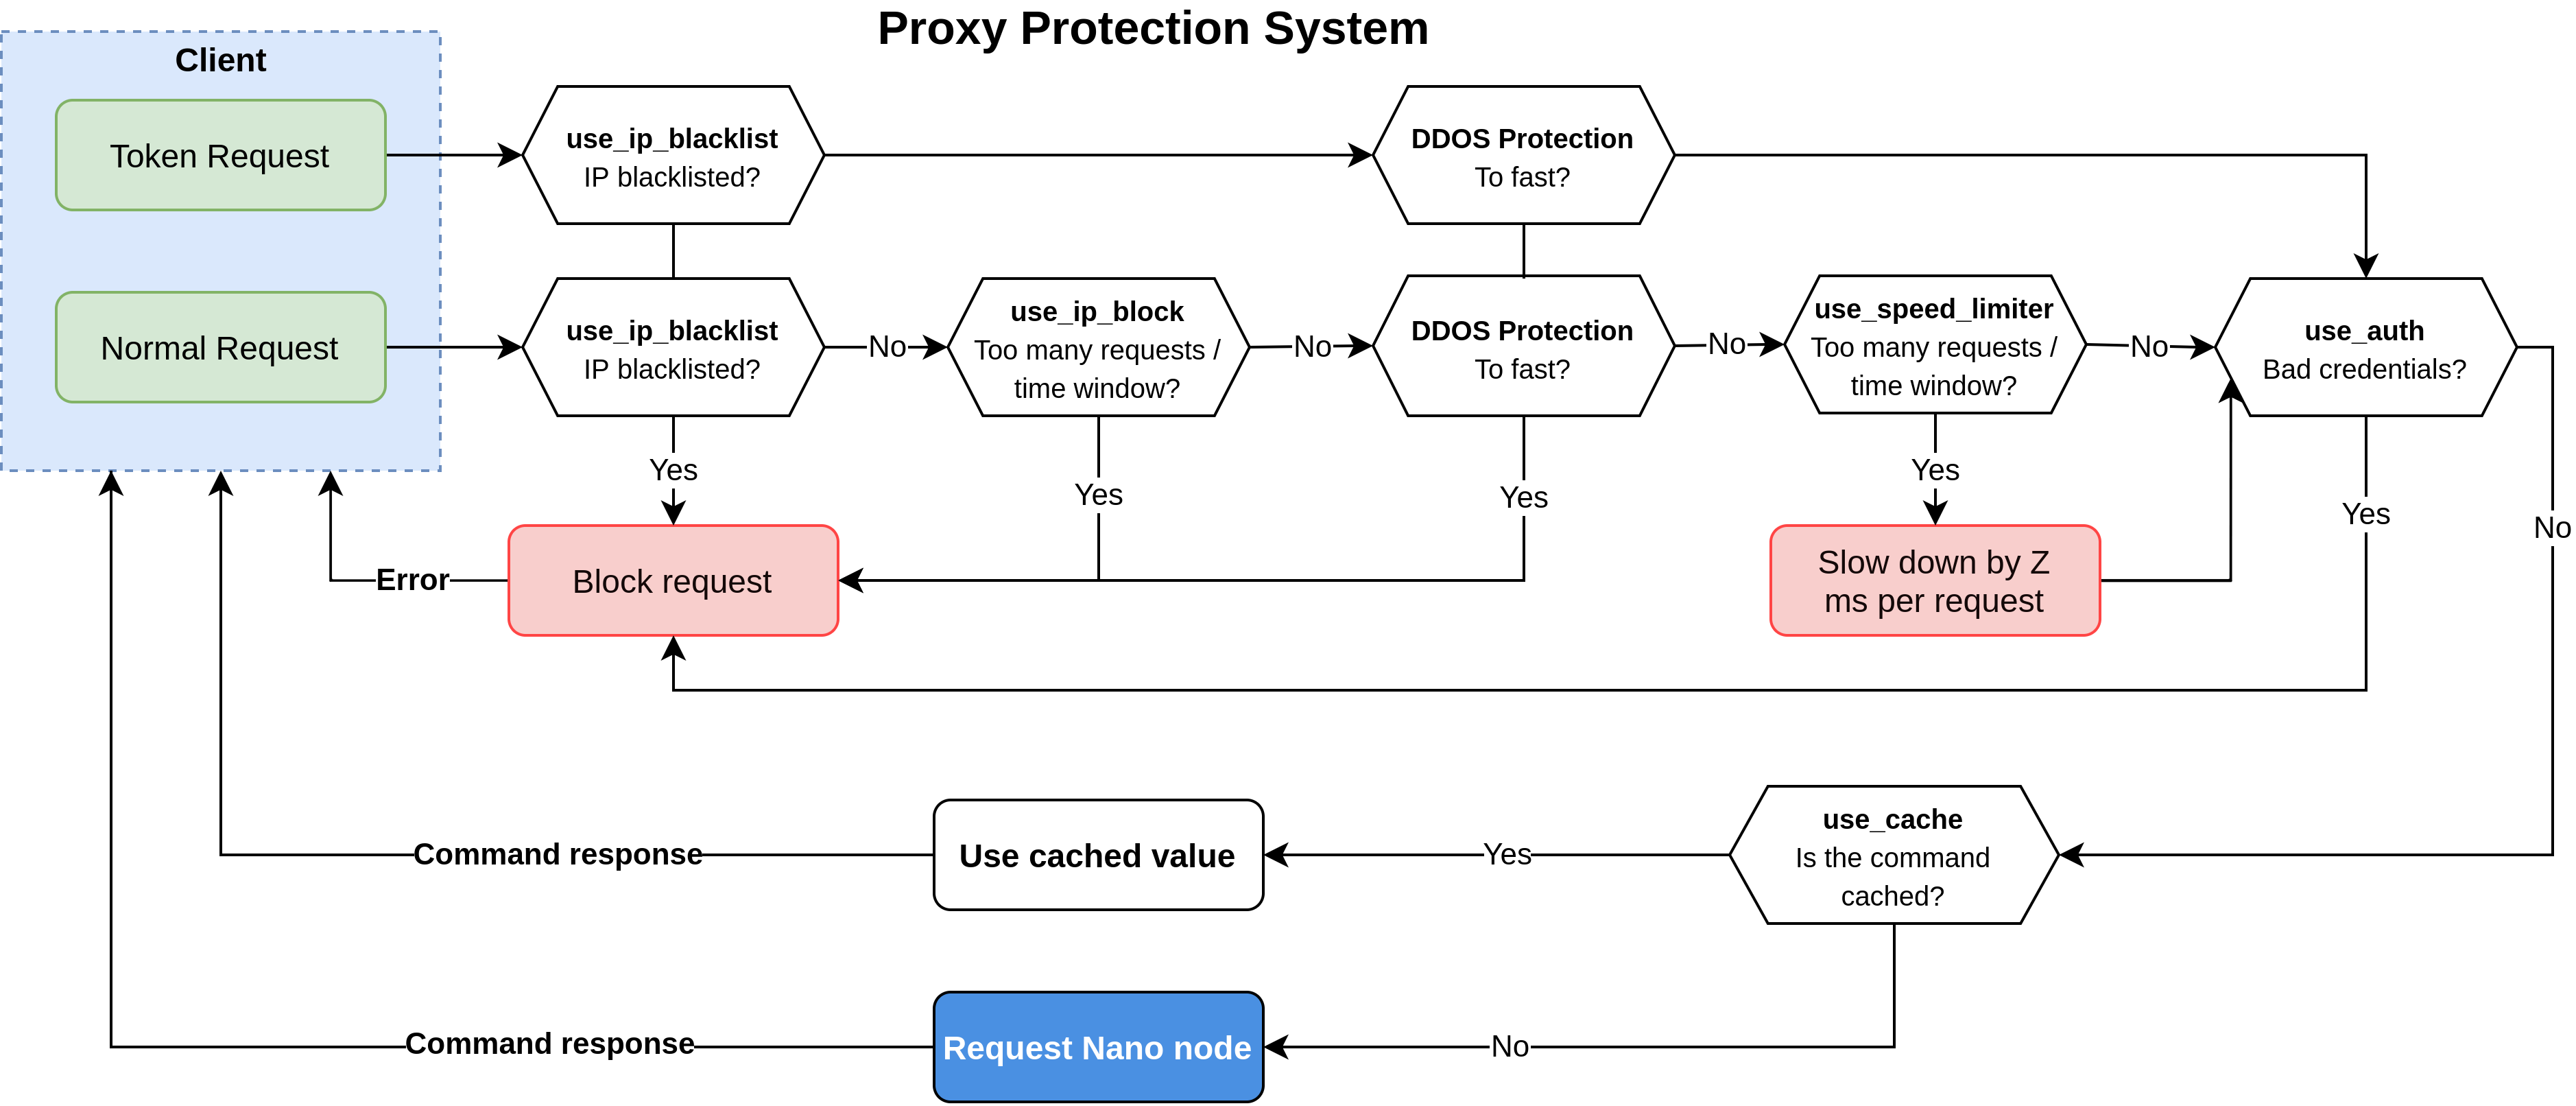 Proxy Protection System
Client
Token Request
use_ip_blacklist
IP blacklisted?
DDOS Protection
To fast?
Normal Request
use_ip_blacklist
IP blacklisted?
No
use_ip_block
Too many requests /
time window?
No
DDOS Protection
To fast?
No
use_speed_limiter
Too many requests /
time window?
No
use_auth
Bad credentials?
Yes
Yes
Yes
Yes
Yes
No
Error
Block request
Slow down by Z
ms per request
Command response
Use cached value
Yes
use_cache
Is the command
cached?
Command response
Request Nano node
No